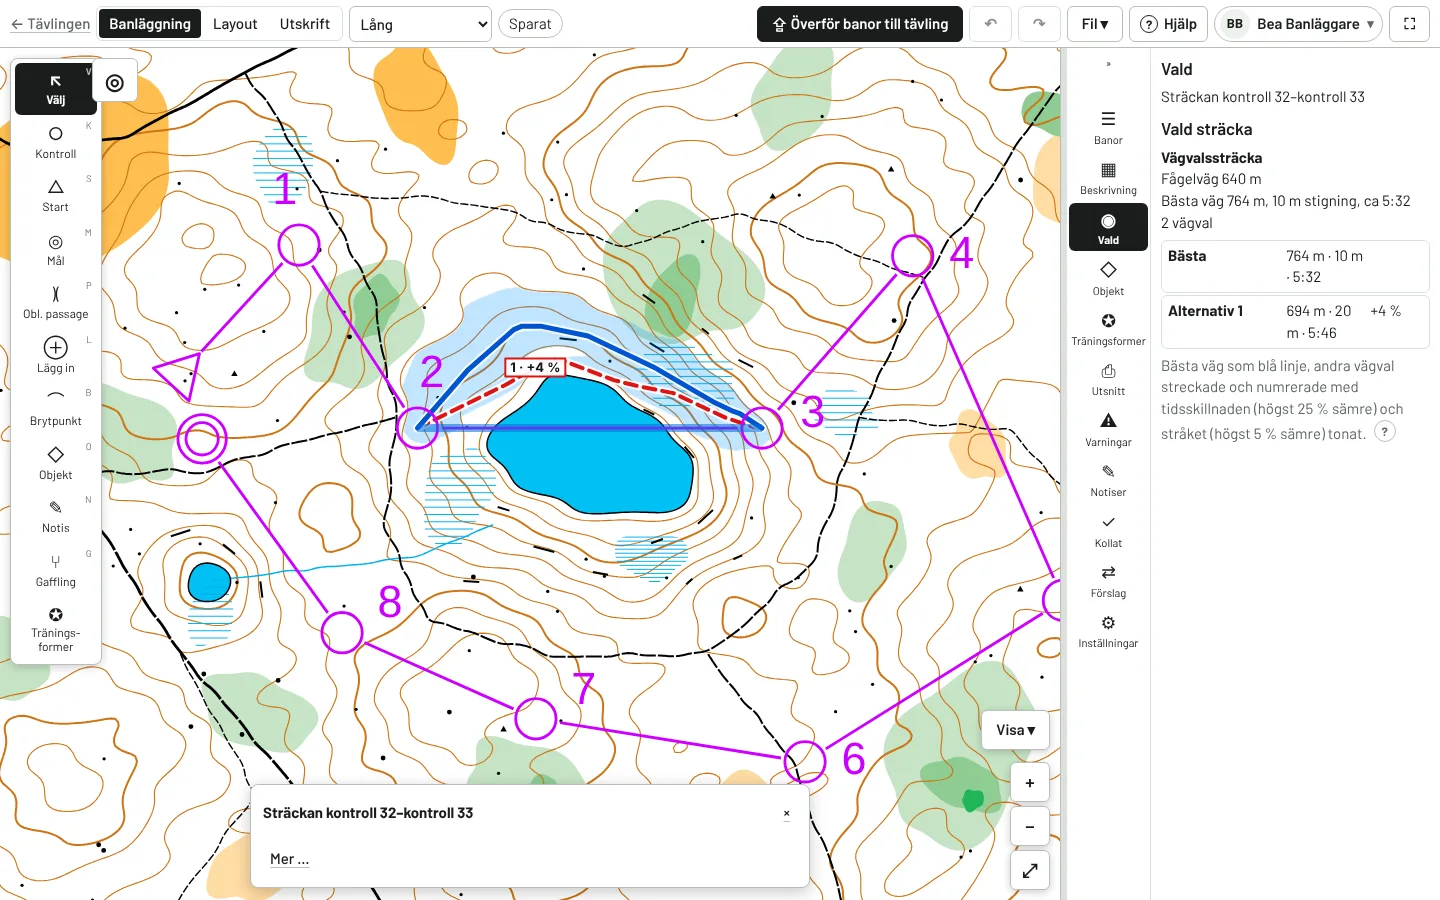 ← Tävlingen
Banläggning
Layout
Utskrift
Lång
Sparat
Överför banor till tävling
Fil ▾
? Hjälp
BB Bea Banläggare ▾
Välj V
Kontroll K
Start S
Mål M
Obl. passage P
Lägg in L
Brytpunkt B
Objekt O
Notis N
Gaffling G
Tränings-
former
1
2
3
4
6
7
8
1 · +4 %
Visa ▾
+
−
Sträckan kontroll 32–kontroll 33
×
Mer ...
»
Banor
Beskrivning
Vald
Objekt
Träningsformer
Utsnitt
Varningar
Notiser
Kollat
Förslag
Inställningar
Vald
Sträckan kontroll 32–kontroll 33
Vald sträcka
Vägvalssträcka
Fågelväg 640 m
Bästa väg 764 m, 10 m stigning, ca 5:32
2 vägval
Bästa 764 m · 10 m
· 5:32
Alternativ 1 694 m · 20 +4 %
m · 5:46
Bästa väg som blå linje, andra vägval
streckade och numrerade med
tidsskillnaden (högst 25 % sämre) och
stråket (högst 5 % sämre) tonat. ?